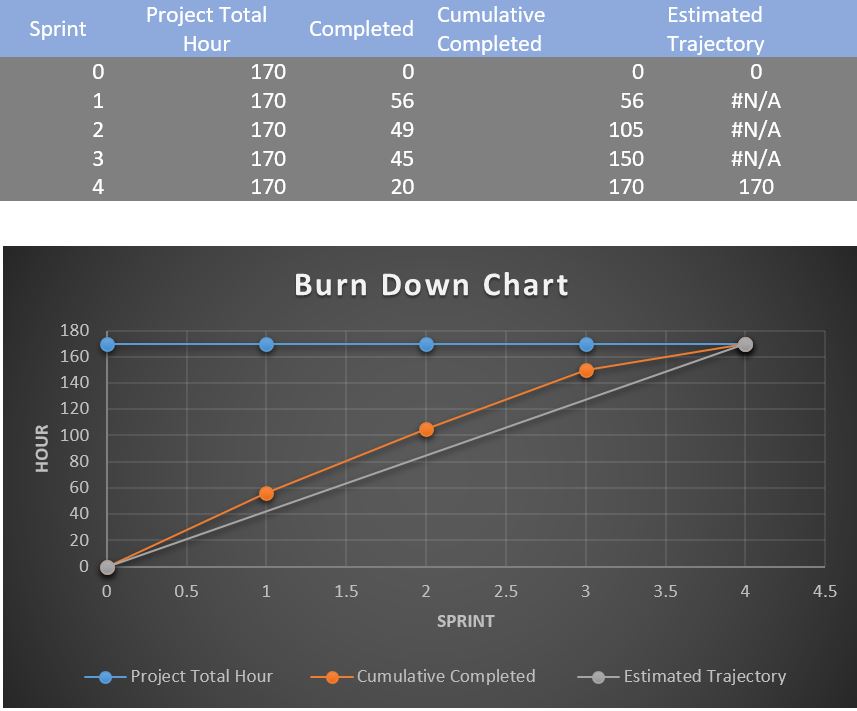 Sprint Project Total Hour Completed Cumulative Completed Estimated Trajectory
0 170 0 0 0
1 170 56 56 #N/A
2 170 49 105 #N/A
3 170 45 150 #N/A
4 170 20 170 170
Burn Down Chart
180
160
140
120
100
80
60
40
20
0
HOUR
0 0.5 1 1.5 2 2.5 3 3.5 4 4.5
SPRINT
Project Total Hour Cumulative Completed Estimated Trajectory